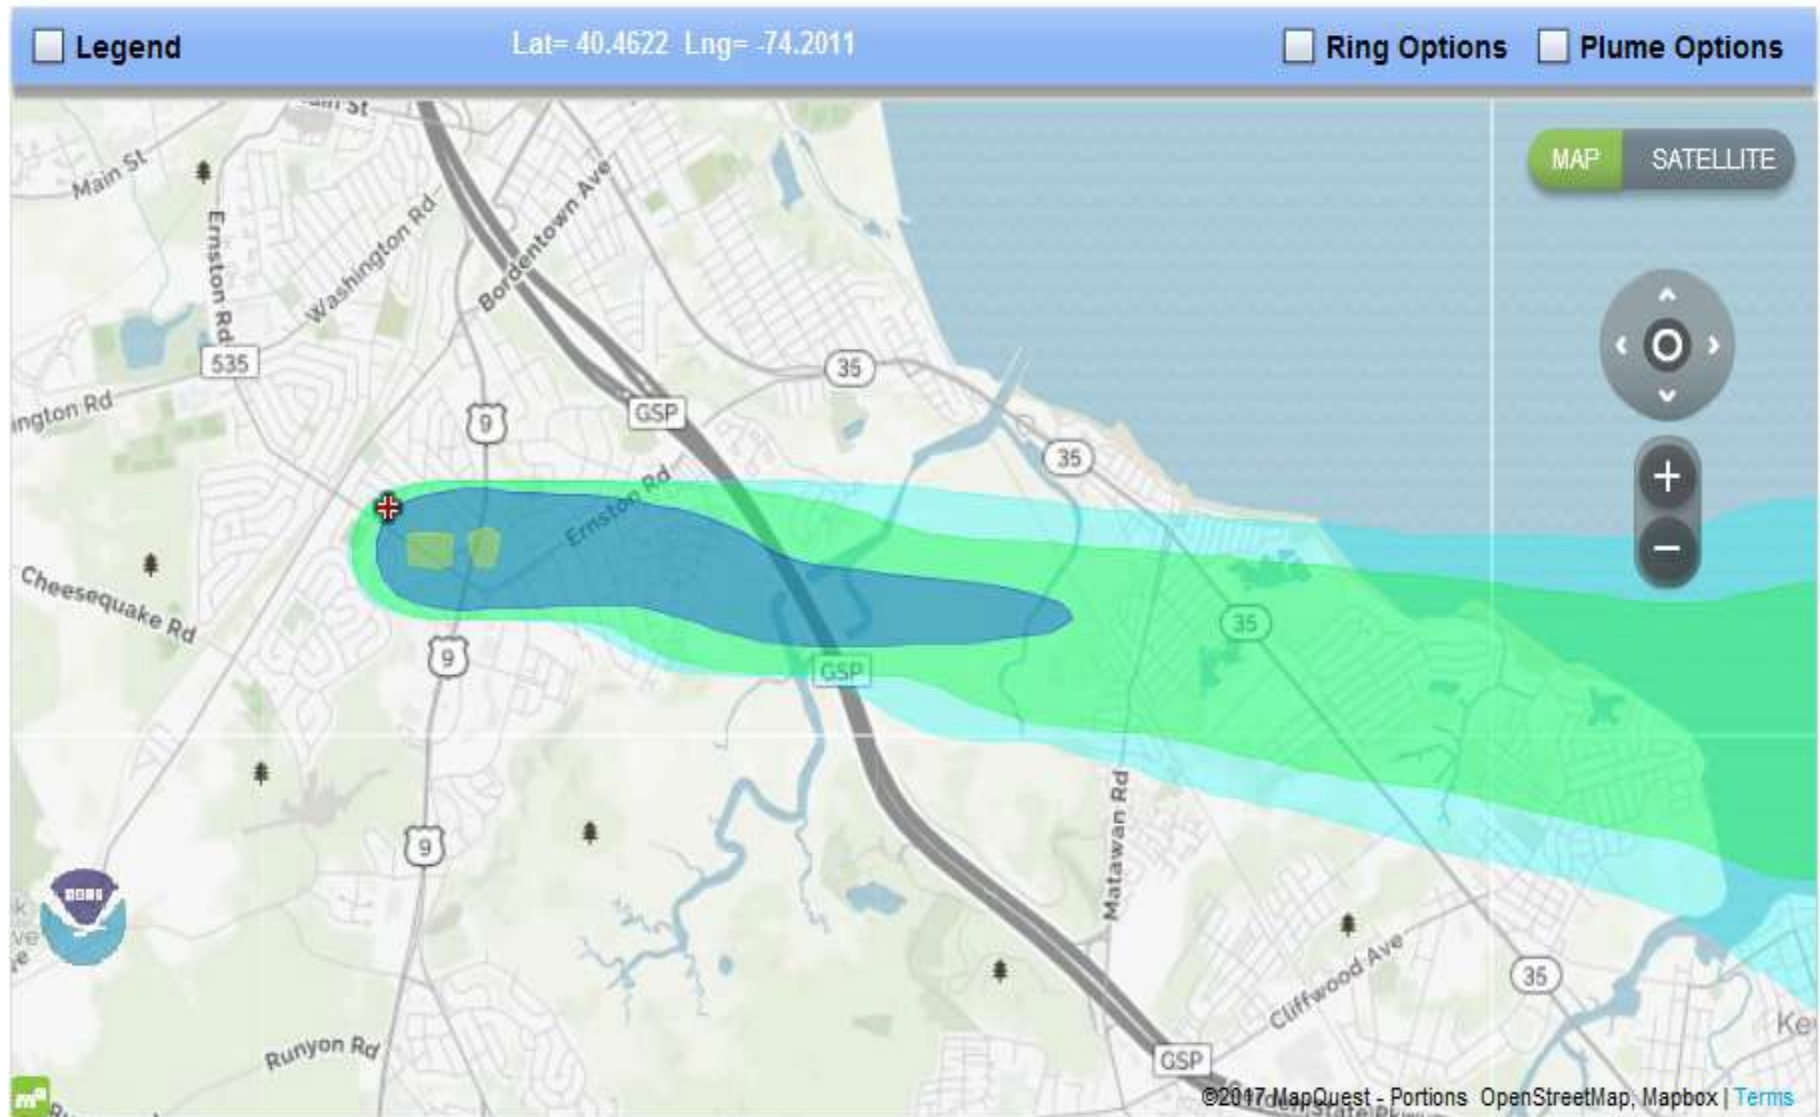 Legend
Lat= 40.4622 Lng= -74.2011
Ring Options
Plume Options
Main St
MAP
SATELLITE
Ernston Rd
Washington Rd
Bordentown Ave
535
35
ington Rd
9
GSP
35
Ernston Rd
Cheesequake Rd
35
9
GSP
Matawan Rd
9
Cliffwood Ave
35
Ke
Runyon Rd
GSP
©2017 MapQuest - Portions OpenStreetMap, Mapbox | Terms